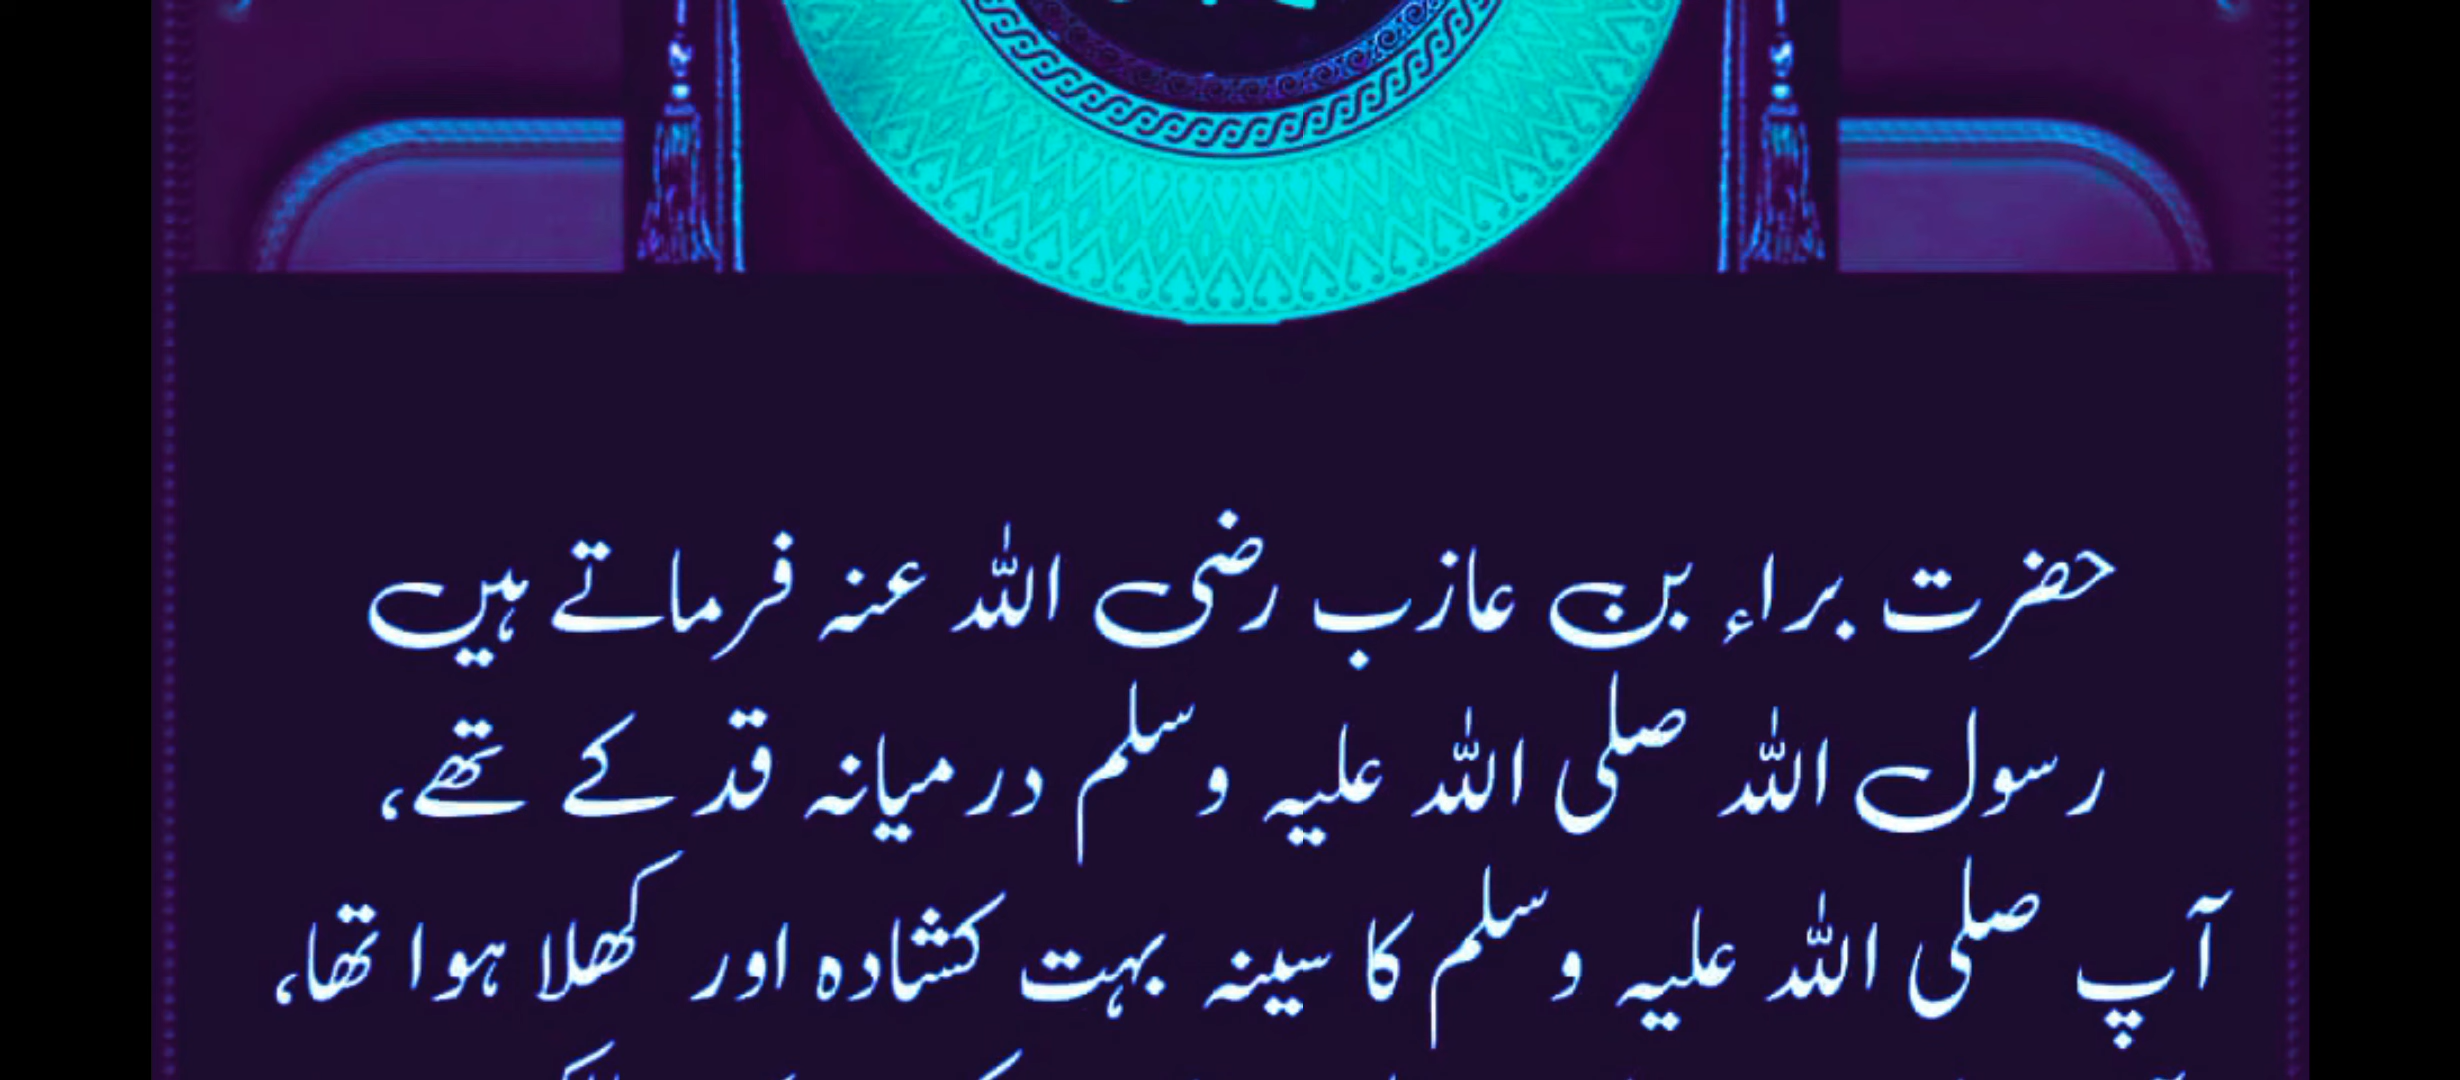 حضرت براء بن عازب رضی اللہ عنہ فرماتے ہیں
رسول اللہ صلی اللہ علیہ وسلم درمیانہ قد کے تھے،
آپ صلی اللہ علیہ وسلم کا سینہ بہت کشادہ اور کھلا ہوا تھا،